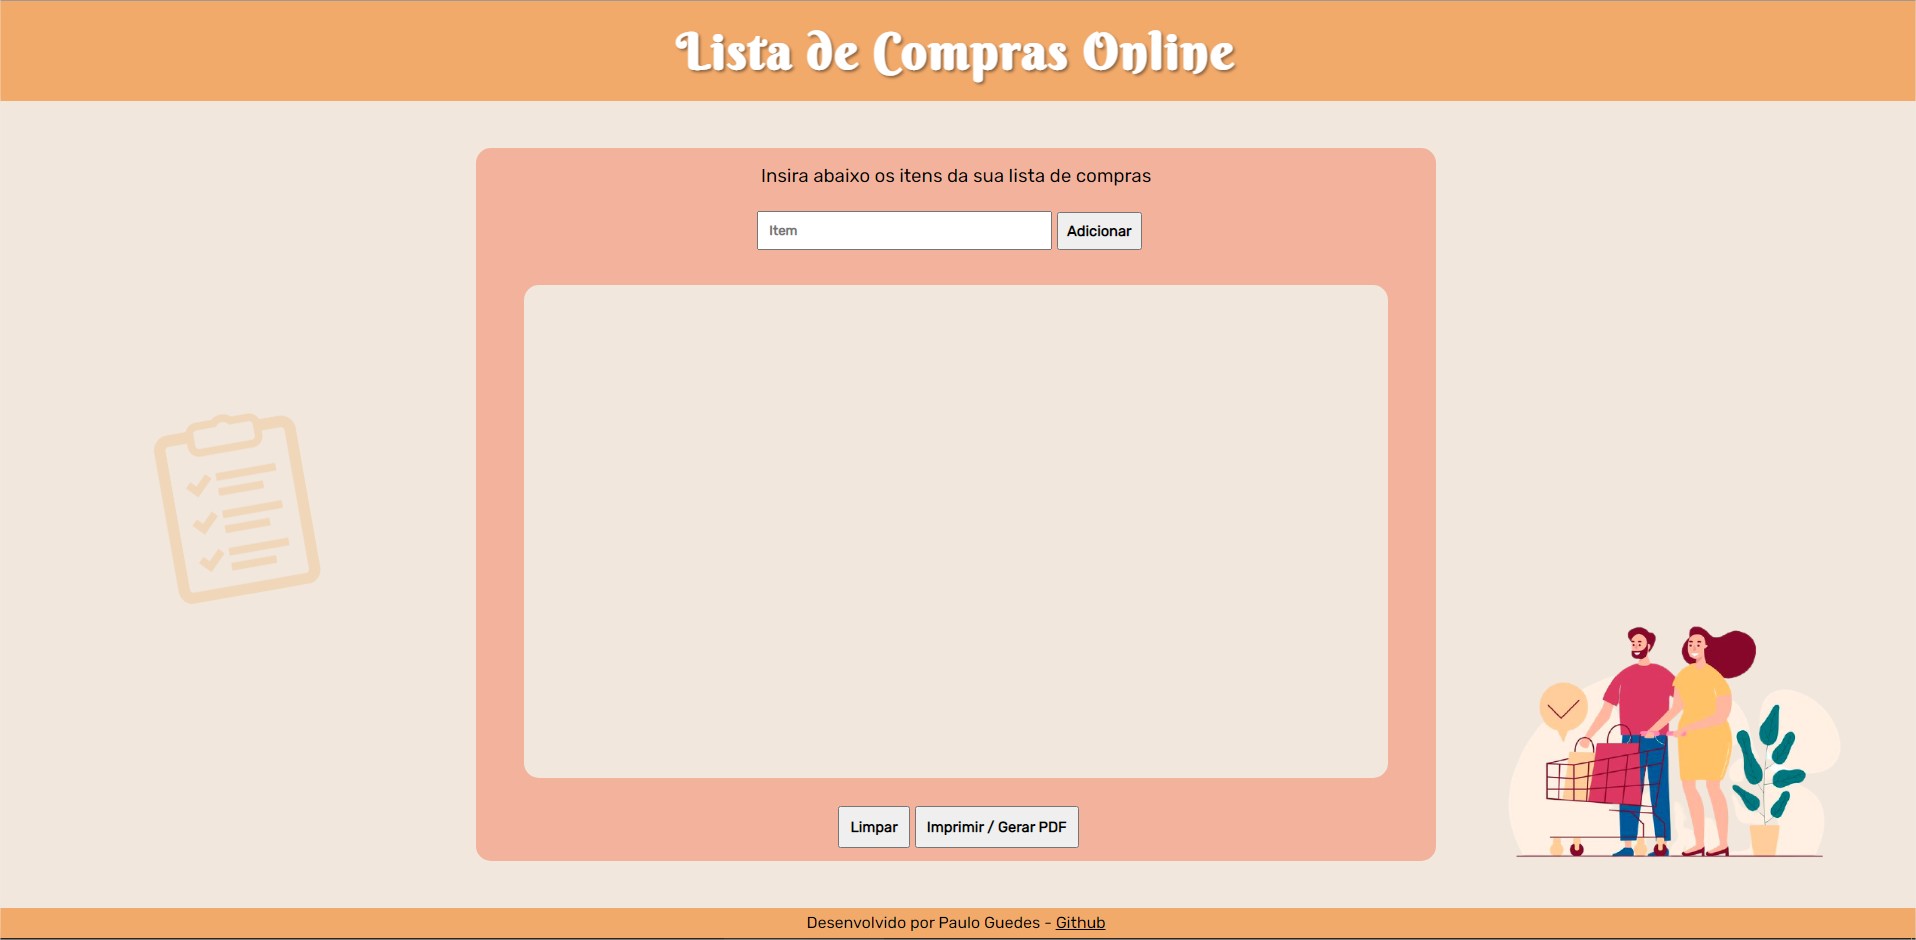 Lista de Compras Online
Insira abaixo os itens da sua lista de compras
Item
Adicionar
Limpar
Imprimir / Gerar PDF
Desenvolvido por Paulo Guedes - Github